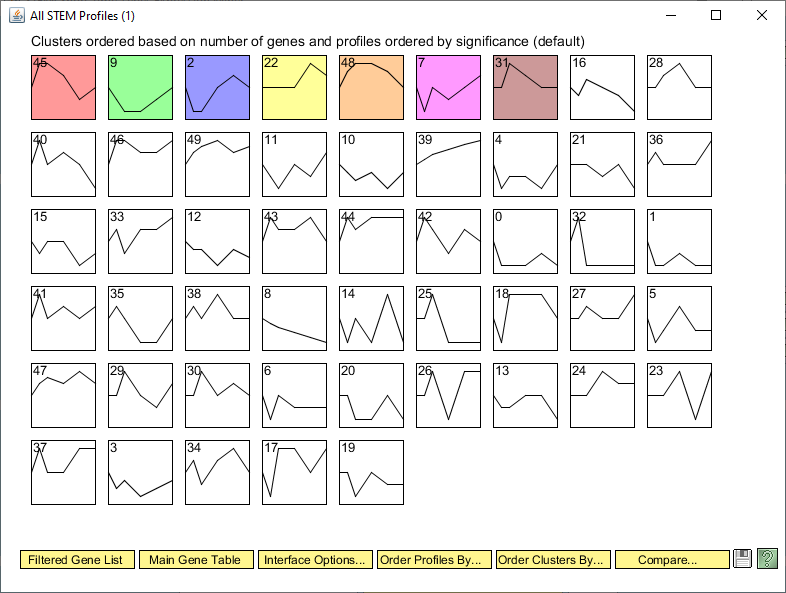 All STEM Profiles (1)
Clusters ordered based on number of genes and profiles ordered by significance (default)
45 9 2 22 48 7 31 16 28
40 46 49 11 10 39 4 21 36
15 33 12 43 44 42 0 32 1
41 35 38 8 14 25 18 27 5
47 29 30 6 20 26 13 24 23
37 3 34 17 19
Filtered Gene List Main Gene Table Interface Options... Order Profiles By... Order Clusters By... Compare... ?